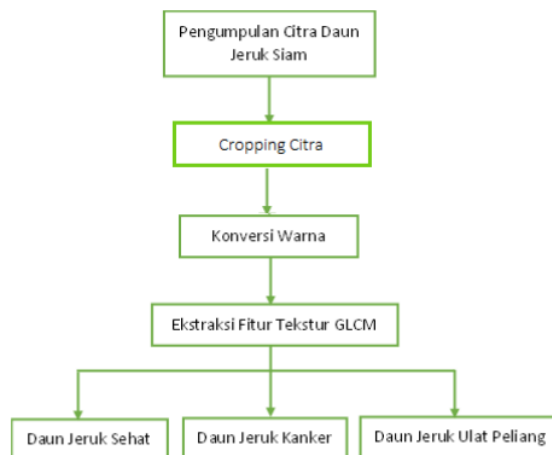 Pengumpulan Citra Daun
Jeruk Siam
Cropping Citra
Konversi Warna
Ekstraksi Fitur Tekstur GLCM
Daun Jeruk Sehat
Daun Jeruk Kanker
Daun Jeruk Ulat Peliang